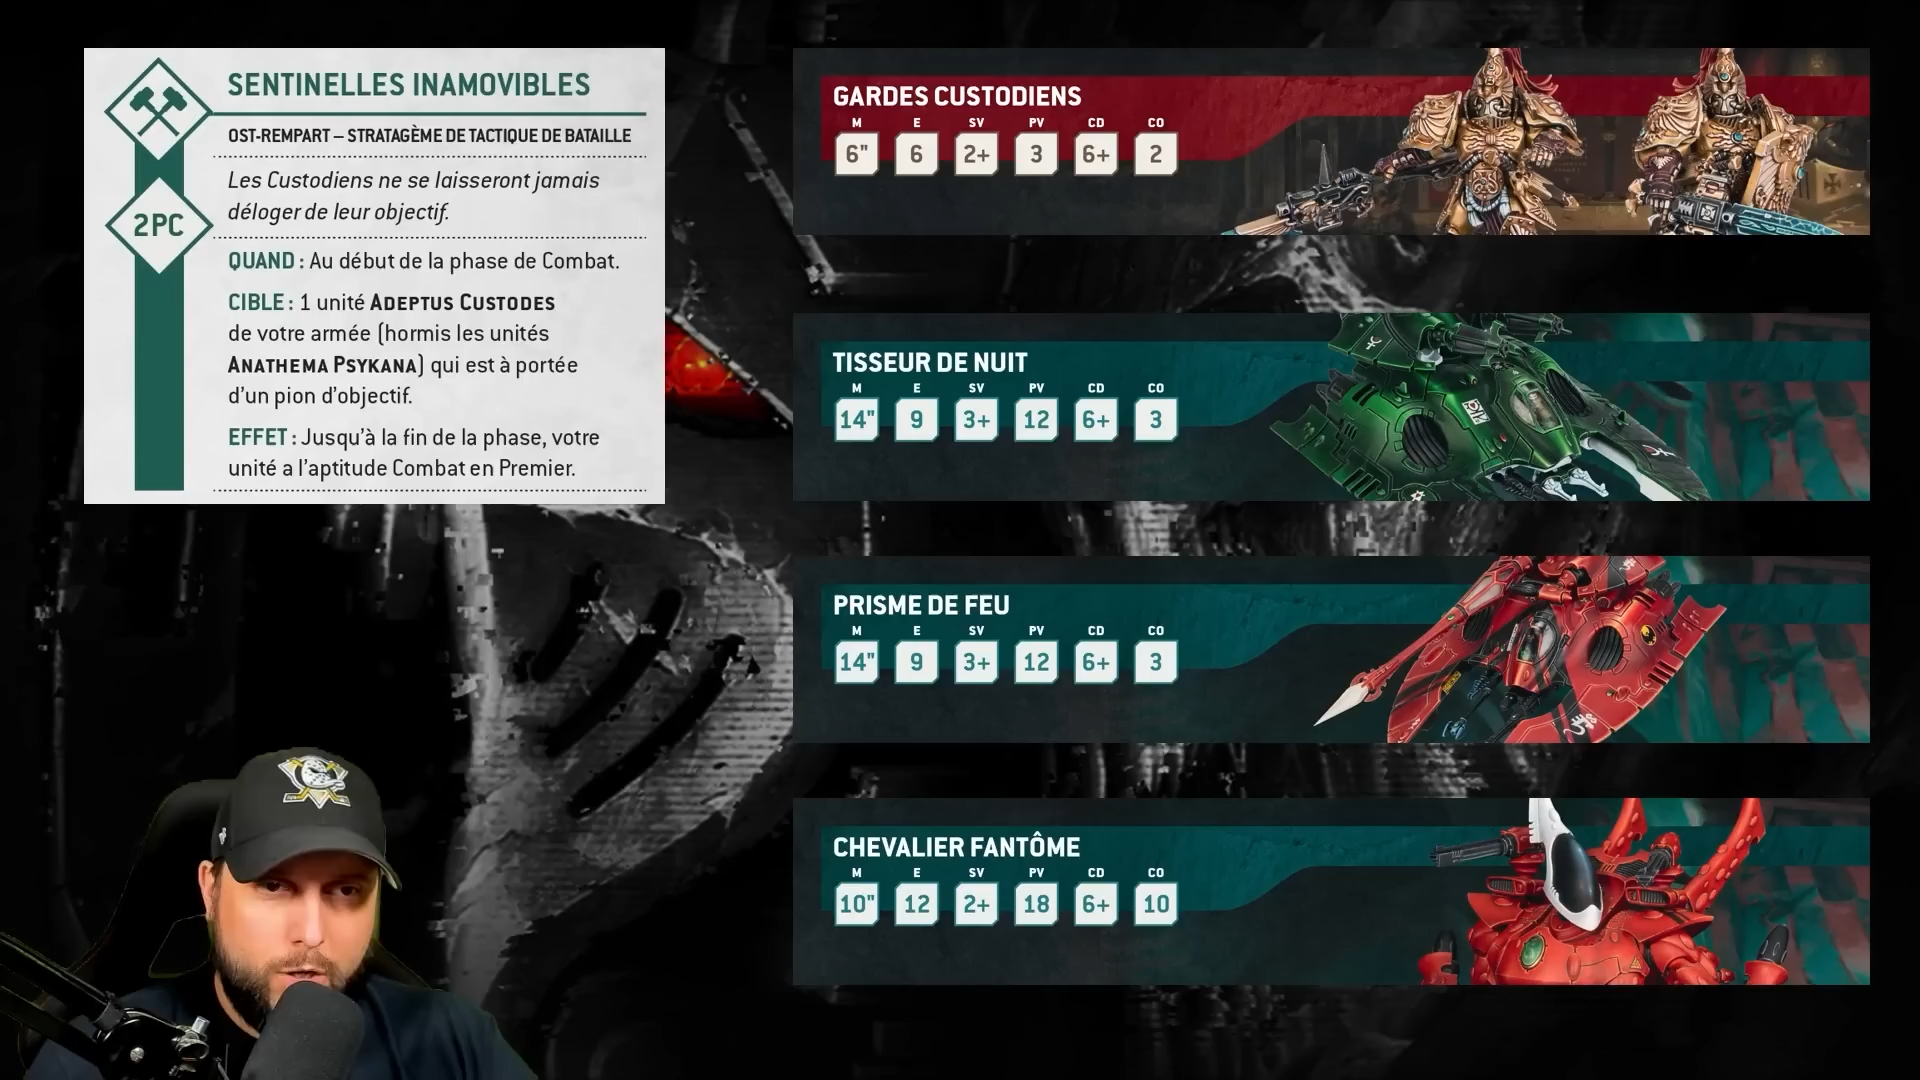 SENTINELLES INAMOVIBLES
OST-REMPART – STRATAGÈME DE TACTIQUE DE BATAILLE
Les Custodiens ne se laisseront jamais
déloger de leur objectif.
2PC
QUAND : Au début de la phase de Combat.
CIBLE : 1 unité ADEPTUS CUSTODES
de votre armée (hormis les unités
ANATHEMA PSYKANA) qui est à portée
d'un pion d'objectif.
EFFET : Jusqu'à la fin de la phase, votre
unité a l'aptitude Combat en Premier.
GARDES CUSTODIENS
M E SV PV CD CO
6" 6 2+ 3 6+ 2
TISSEUR DE NUIT
M E SV PV CD CO
14" 9 3+ 12 6+ 3
PRISME DE FEU
M E SV PV CD CO
14" 9 3+ 12 6+ 3
CHEVALIER FANTÔME
M E SV PV CD CO
10" 12 2+ 18 6+ 10